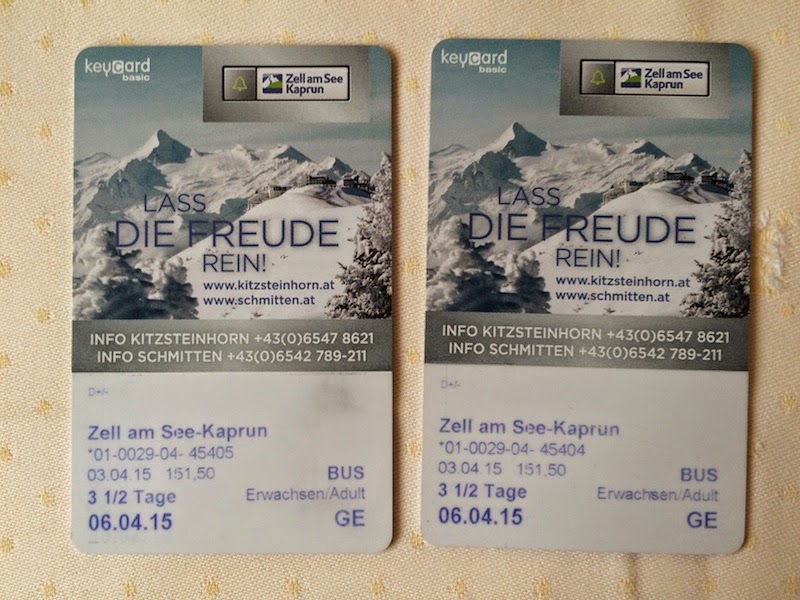 keycard
basic
Zell am See
Kaprun
LASS
DIE FREUDE
REIN!
www.kitzsteinhorn.at
www.schmitten.at
INFO KITZSTEINHORN +43(0)6547 8621
INFO SCHMITTEN +43(0)6542 789-211
D+/-
Zell am See-Kaprun
*01-0029-04- 45405
03.04.15 151,50
BUS
3 1/2 Tage
Erwachsen/Adult
06.04.15
GE
keycard
basic
Zell am See
Kaprun
LASS
DIE FREUDE
REIN!
www.kitzsteinhorn.at
www.schmitten.at
INFO KITZSTEINHORN +43(0)6547 8621
INFO SCHMITTEN +43(0)6542 789-211
D+/-
Zell am See-Kaprun
*01-0029-04- 45404
03.04.15 151,50
BUS
3 1/2 Tage
Erwachsen/Adult
06.04.15
GE